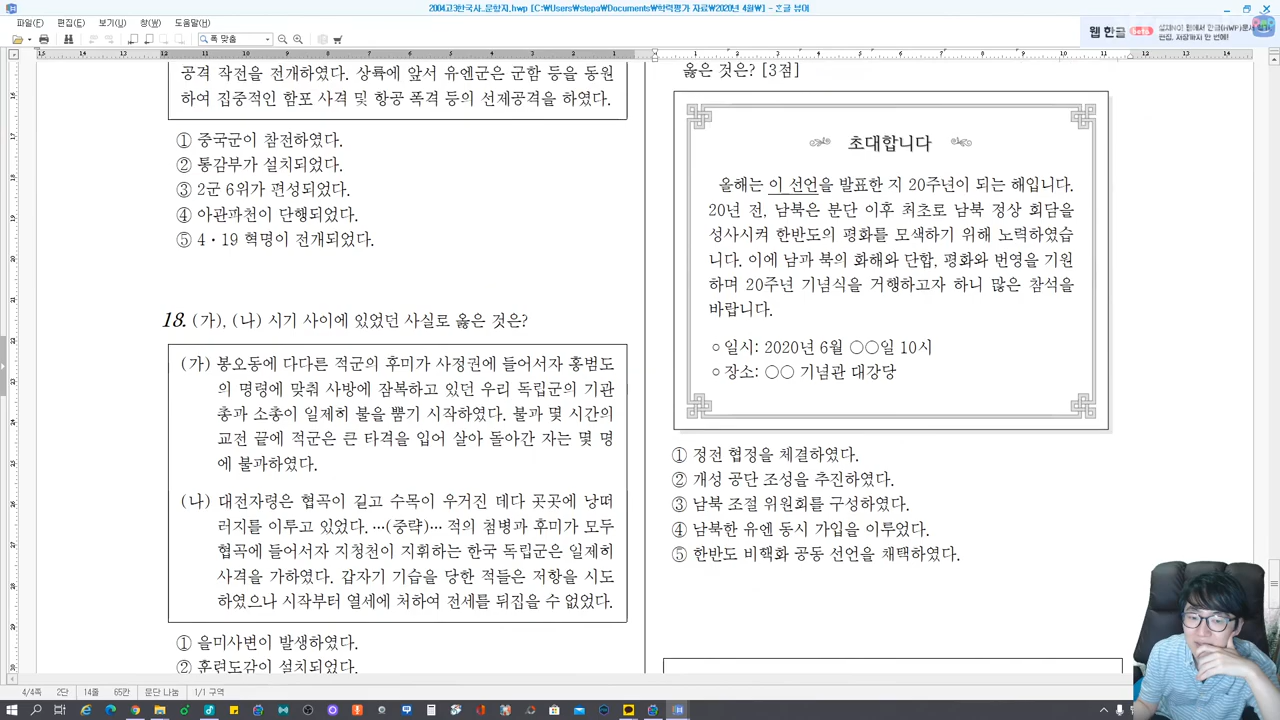 2004고3한국사..문항지.hwp [C:₩Users₩stepa₩Documents₩학력평가 자료₩2020년 4월₩] - 흔글 뷰어
파일(F) 편집(E) 보기(U) 창(W) 도움말(H)
폭 맞춤
웹 한글 beta
공격 작전을 전개하였다. 상륙에 앞서 유엔군은 군함 등을 동원
하여 집중적인 함포 사격 및 항공 폭격 등의 선제공격을 하였다.
① 중국군이 참전하였다.
② 통감부가 설치되었다.
③ 2군 6위가 편성되었다.
④ 아관파천이 단행되었다.
⑤ 4·19 혁명이 전개되었다.
18. (가), (나) 시기 사이에 있었던 사실로 옳은 것은?
(가) 봉오동에 다다른 적군의 후미가 사정권에 들어서자 홍범도
의 명령에 맞춰 사방에 잠복하고 있던 우리 독립군의 기관
총과 소총이 일제히 불을 뿜기 시작하였다. 불과 몇 시간의
교전 끝에 적군은 큰 타격을 입어 살아 돌아간 자는 몇 명
에 불과하였다.
(나) 대전자령은 협곡이 길고 수목이 우거진 데다 곳곳에 낭떠
러지를 이루고 있었다. …(중략)… 적의 첨병과 후미가 모두
협곡에 들어서자 지청천이 지휘하는 한국 독립군은 일제히
사격을 가하였다. 갑자기 기습을 당한 적들은 저항을 시도
하였으나 시작부터 열세에 처하여 전세를 뒤집을 수 없었다.
① 을미사변이 발생하였다.
② 훈련도감이 설치되었다.
옳은 것은? [3점]
초대합니다
올해는 이 선언을 발표한 지 20주년이 되는 해입니다.
20년 전, 남북은 분단 이후 최초로 남북 정상 회담을
성사시켜 한반도의 평화를 모색하기 위해 노력하였습
니다. 이에 남과 북의 화해와 단합, 평화와 번영을 기원
하며 20주년 기념식을 거행하고자 하니 많은 참석을
바랍니다.
○ 일시: 2020년 6월 ○○일 10시
○ 장소: ○○ 기념관 대강당
① 정전 협정을 체결하였다.
② 개성 공단 조성을 추진하였다.
③ 남북 조절 위원회를 구성하였다.
④ 남북한 유엔 동시 가입을 이루었다.
⑤ 한반도 비핵화 공동 선언을 채택하였다.
4/4쪽 2단 14줄 65칸 문단 나눔 1/1 구역